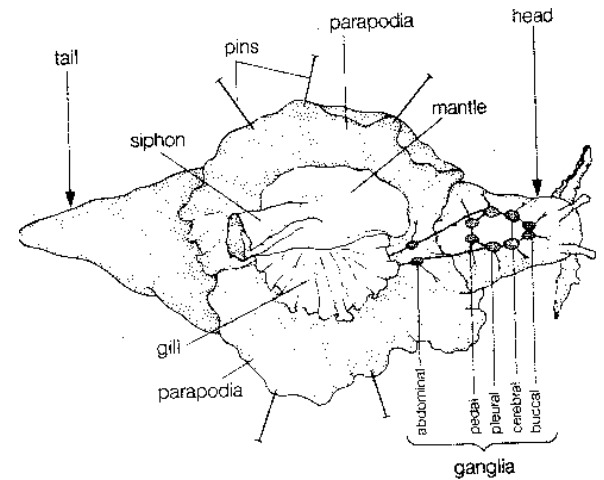 head
parapodia
pins
tail
mantle
siphon
gill
parapodia
abdominal
pedal
pleural
cerebral
buccal
ganglia